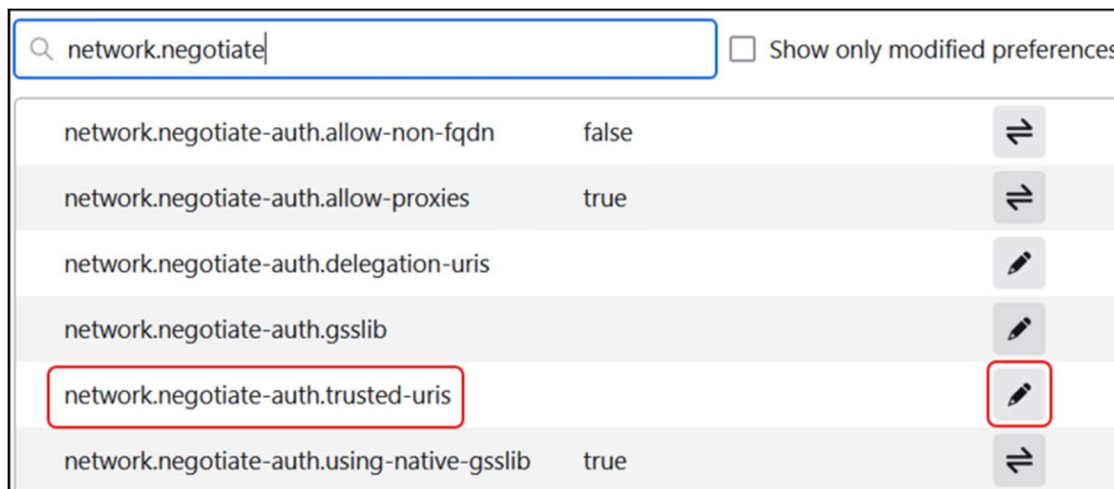 network.negotiate
Show only modified preferences
network.negotiate-auth.allow-non-fqdn false
network.negotiate-auth.allow-proxies true
network.negotiate-auth.delegation-uris
network.negotiate-auth.gsslib
network.negotiate-auth.trusted-uris
network.negotiate-auth.using-native-gsslib true